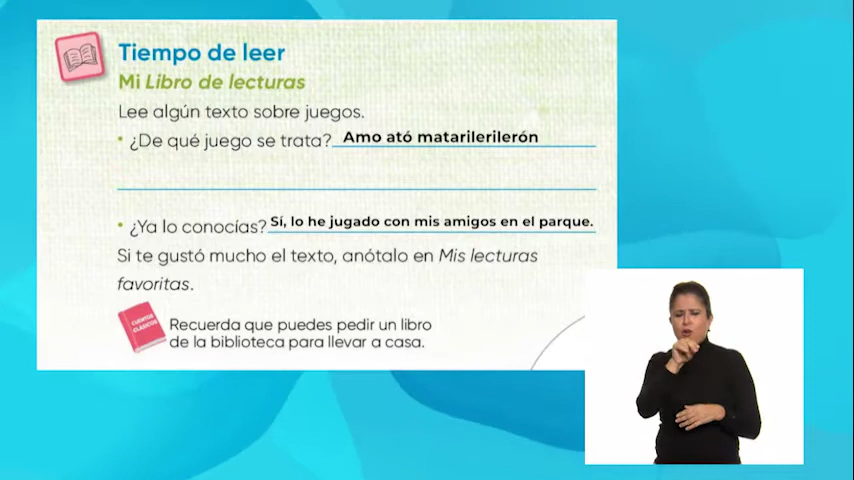 Tiempo de leer
Mi Libro de lecturas
Lee algún texto sobre juegos.
• ¿De qué juego se trata? Amo ató matarilerilerón
• ¿Ya lo conocías? Sí, lo he jugado con mis amigos en el parque.
Si te gustó mucho el texto, anótalo en Mis lecturas
favoritas.
CUENTOS
CLÁSICOS
Recuerda que puedes pedir un libro
de la biblioteca para llevar a casa.